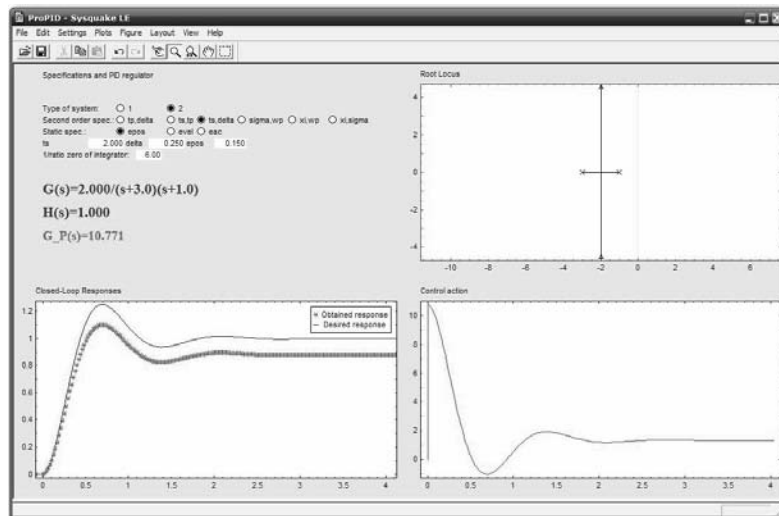 ProPID - Sysquake LE
File Edit Settings Plots Figure Layout View Help
Specifications and PID regulator
Type of system: 1 2
Second order spec.: tp,delta ts,tp ts,delta sigma,wp xi,wp xi,sigma
Static spec.: epos evel eac
ts 2.000 delta 0.250 epos 0.150
1/ratio zero of integrator: 6.00
G(s)=2.000/(s+3.0)(s+1.0)
H(s)=1.000
G_P(s)=10.771
Root Locus
4
2
0
-2
-4
-10 -8 -6 -4 -2 0 2 4 6
Closed-Loop Responses
Obtained response
Desired response
1.2
1
0.8
0.6
0.4
0.2
0
0 0.5 1 1.5 2 2.5 3 3.5 4
Control action
10
8
6
4
2
0
0 0.5 1 1.5 2 2.5 3 3.5 4